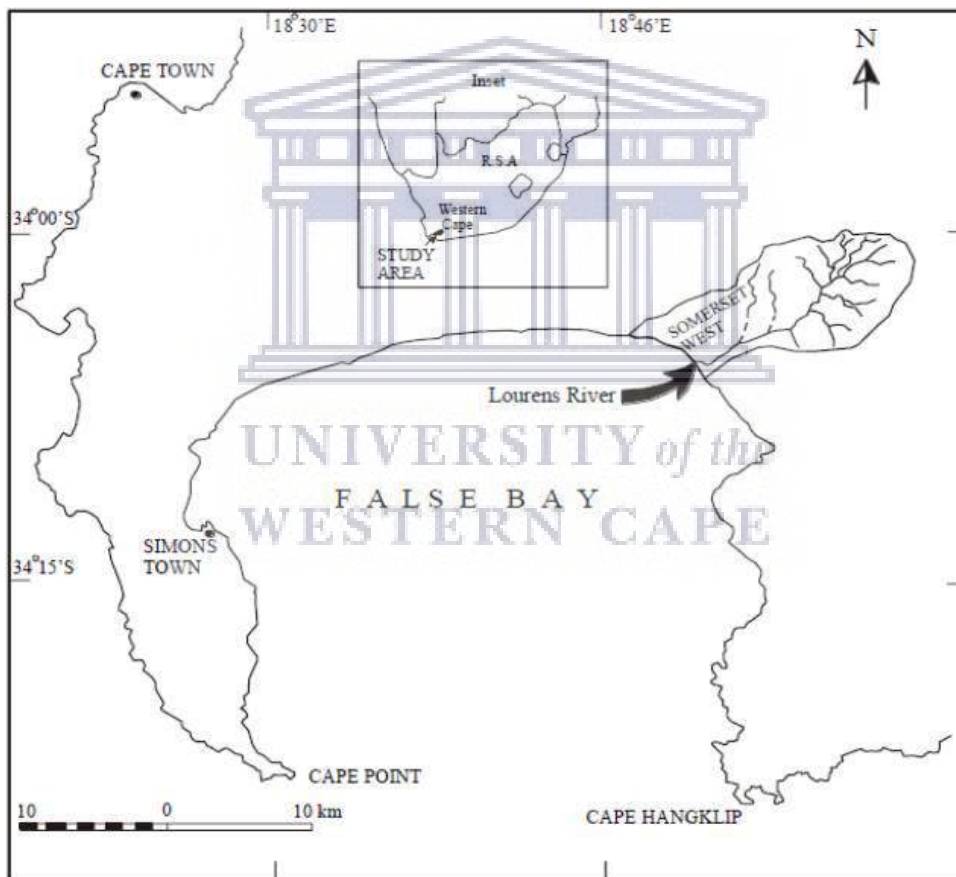 18°30'E
18°46'E
N
CAPE TOWN
Inset
R.S.A
34°00'S
Western
Cape
STUDY
AREA
SOMERSET
WEST
Lourens River
UNIVERSITY of the
FALSE BAY
WESTERN CAPE
SIMONS
TOWN
34°15'S
CAPE POINT
10 0 10 km
CAPE HANGKLIP